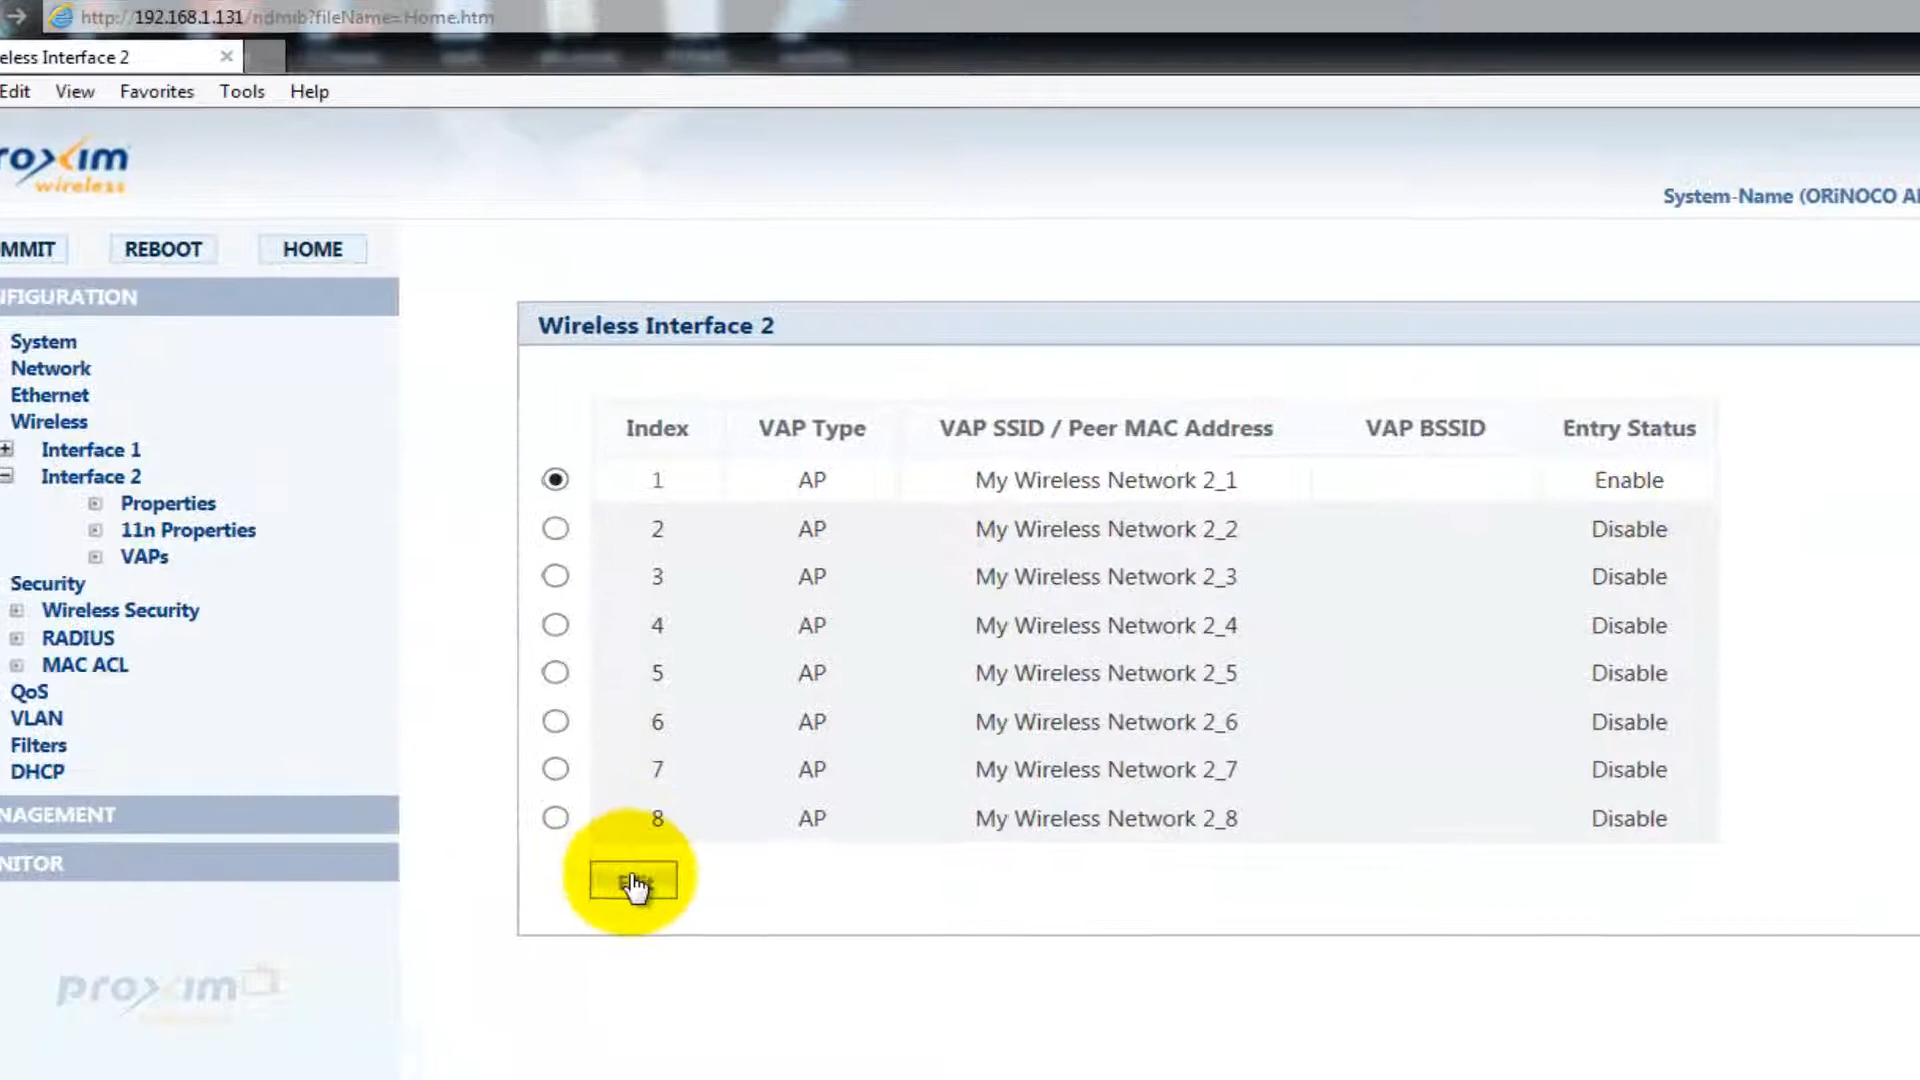 http://192.168.1.131/ndmib?fileName=Home.htm
eless Interface 2
Edit View Favorites Tools Help
roxim
wireless
System-Name (ORiNOCO A
MMIT REBOOT HOME
NFIGURATION
System
Network
Ethernet
Wireless
Interface 1
Interface 2
Properties
11n Properties
VAPs
Security
Wireless Security
RADIUS
MAC ACL
QoS
VLAN
Filters
DHCP
NAGEMENT
NITOR
proxim
Wireless Interface 2
Index VAP Type VAP SSID / Peer MAC Address VAP BSSID Entry Status
1 AP My Wireless Network 2_1 Enable
2 AP My Wireless Network 2_2 Disable
3 AP My Wireless Network 2_3 Disable
4 AP My Wireless Network 2_4 Disable
5 AP My Wireless Network 2_5 Disable
6 AP My Wireless Network 2_6 Disable
7 AP My Wireless Network 2_7 Disable
8 AP My Wireless Network 2_8 Disable